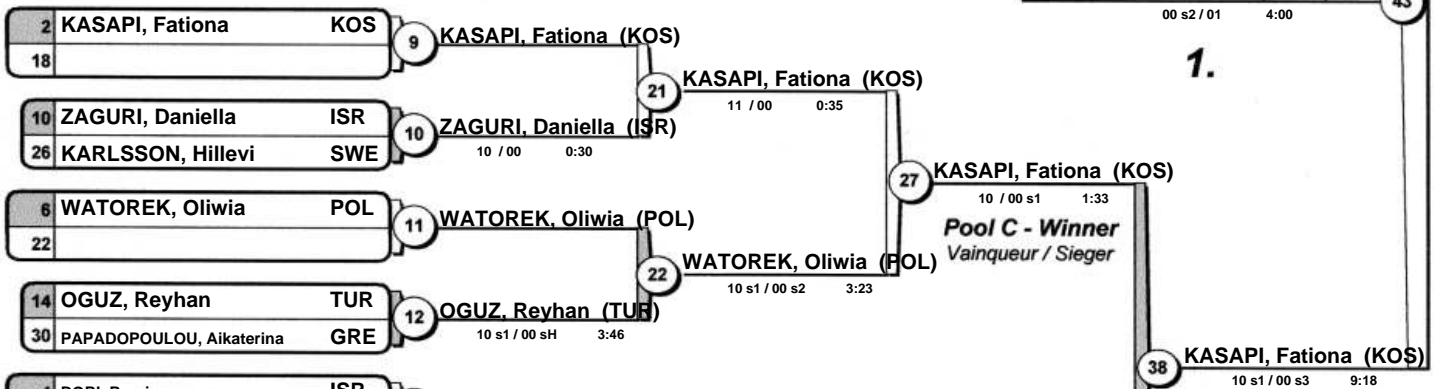 00 s2 / 01 4:00
43
1.
2 KASAPI, Fationa KOS
18
9 KASAPI, Fationa (KOS)
21 KASAPI, Fationa (KOS)
11 / 00 0:35
10 ZAGURI, Daniella ISR
26 KARLSSON, Hillevi SWE
10 ZAGURI, Daniella (ISR)
10 / 00 0:30
27 KASAPI, Fationa (KOS)
10 / 00 s1 1:33
Pool C - Winner
Vainqueur / Sieger
6 WATOREK, Oliwia POL
22
11 WATOREK, Oliwia (POL)
22 WATOREK, Oliwia (POL)
10 s1 / 00 s2 3:23
14 OGUZ, Reyhan TUR
30 PAPADOPOULOU, Aikaterina GRE
12 OGUZ, Reyhan (TUR)
10 s1 / 00 sH 3:46
38 KASAPI, Fationa (KOS)
10 s1 / 00 s3 9:18
ISR